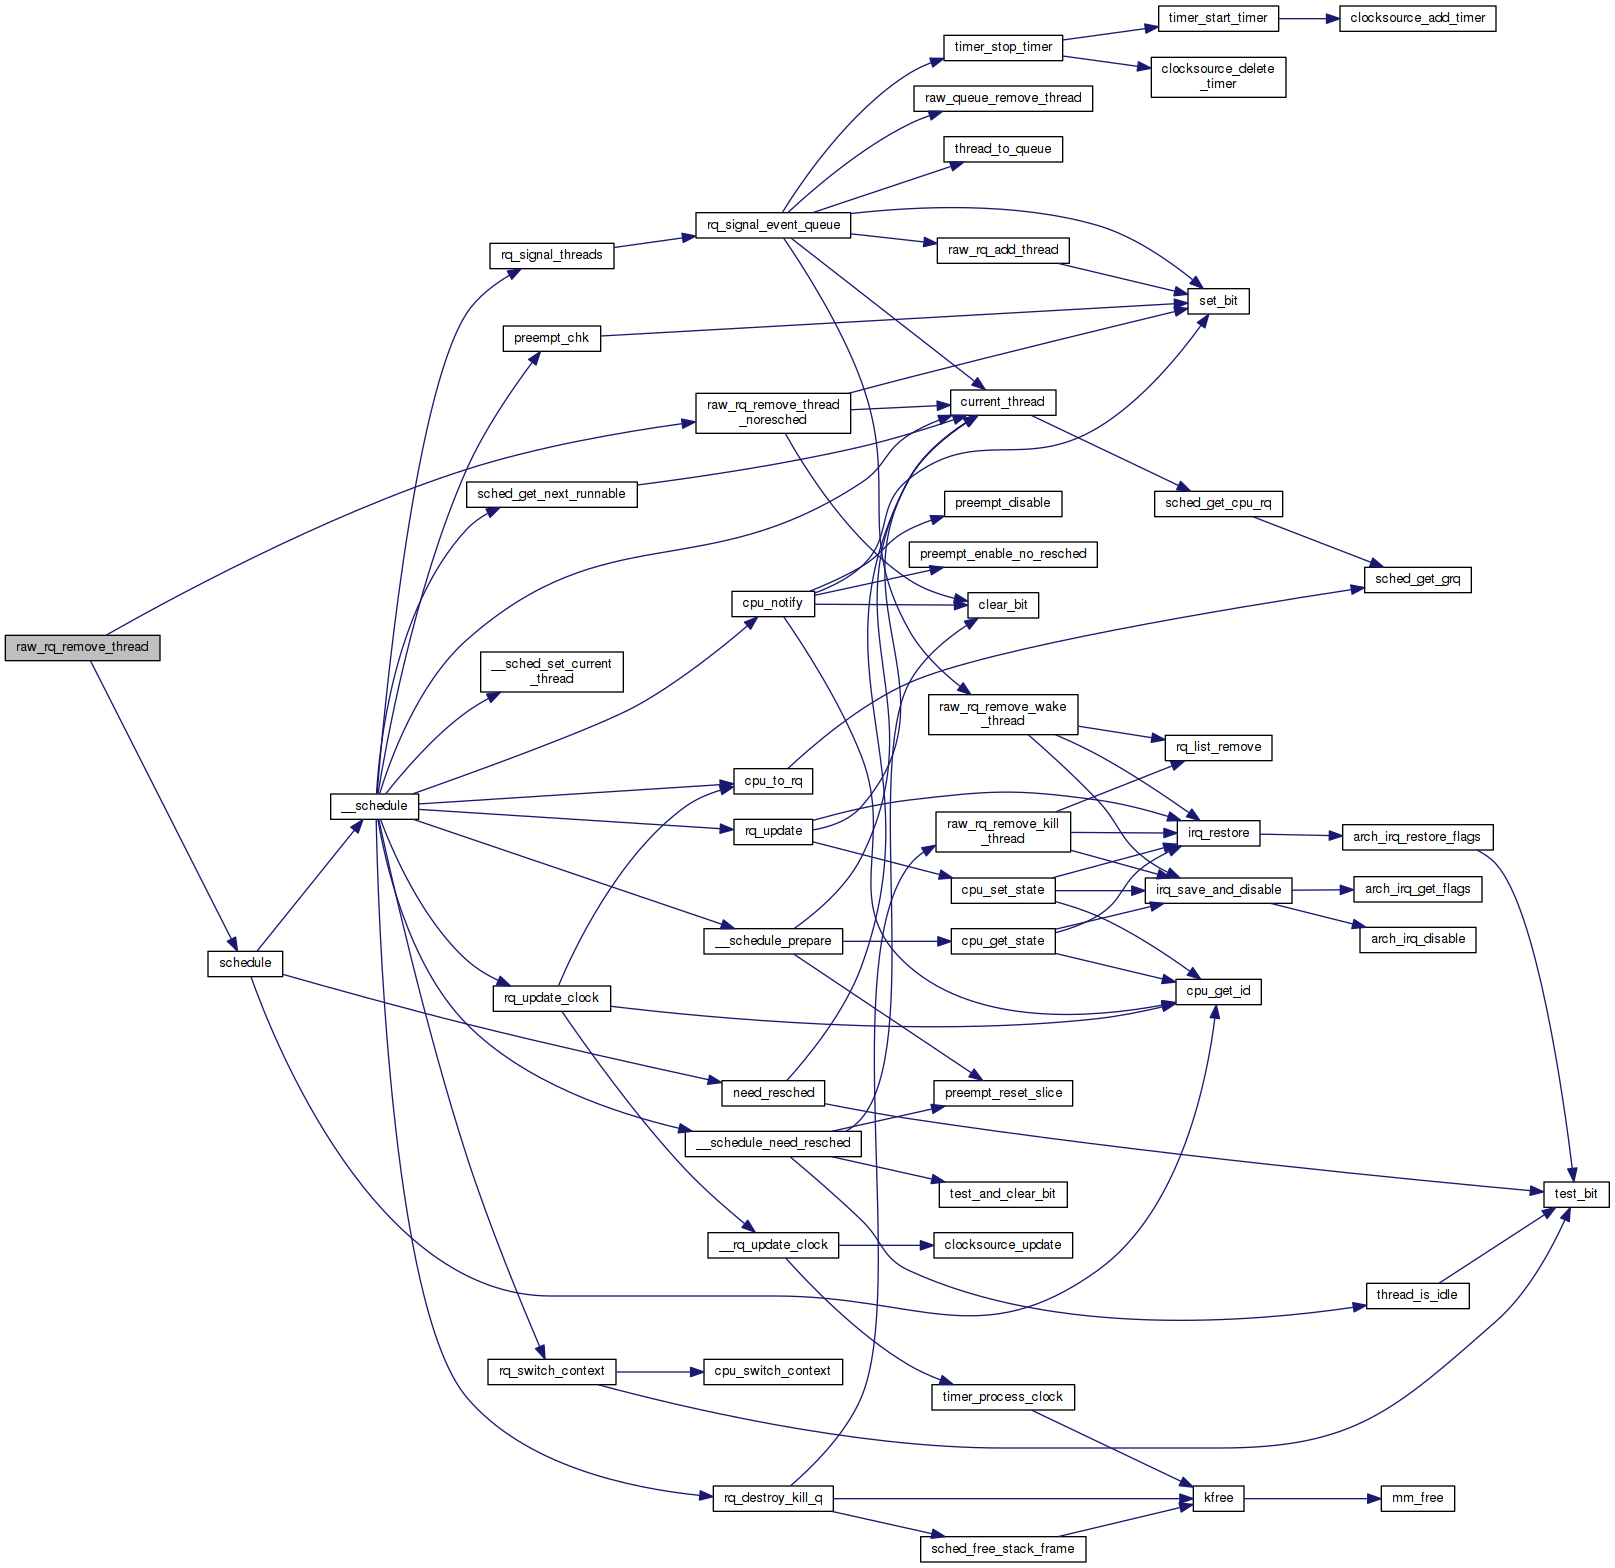 timer_start_timer
clocksource_add_timer
timer_stop_timer
clocksource_delete
_timer
raw_queue_remove_thread
thread_to_queue
rq_signal_event_queue
rq_signal_threads
raw_rq_add_thread
set_bit
preempt_chk
raw_rq_remove_thread
_noresched
current_thread
sched_get_next_runnable
preempt_disable
sched_get_cpu_rq
preempt_enable_no_resched
sched_get_grq
cpu_notify
clear_bit
raw_rq_remove_thread
__sched_set_current
_thread
raw_rq_remove_wake
_thread
rq_list_remove
cpu_to_rq
__schedule
rq_update
raw_rq_remove_kill
_thread
irq_restore
arch_irq_restore_flags
cpu_set_state
irq_save_and_disable
arch_irq_get_flags
__schedule_prepare
cpu_get_state
arch_irq_disable
schedule
rq_update_clock
cpu_get_id
need_resched
preempt_reset_slice
__schedule_need_resched
test_and_clear_bit
test_bit
__rq_update_clock
clocksource_update
thread_is_idle
rq_switch_context
cpu_switch_context
timer_process_clock
rq_destroy_kill_q
kfree
mm_free
sched_free_stack_frame